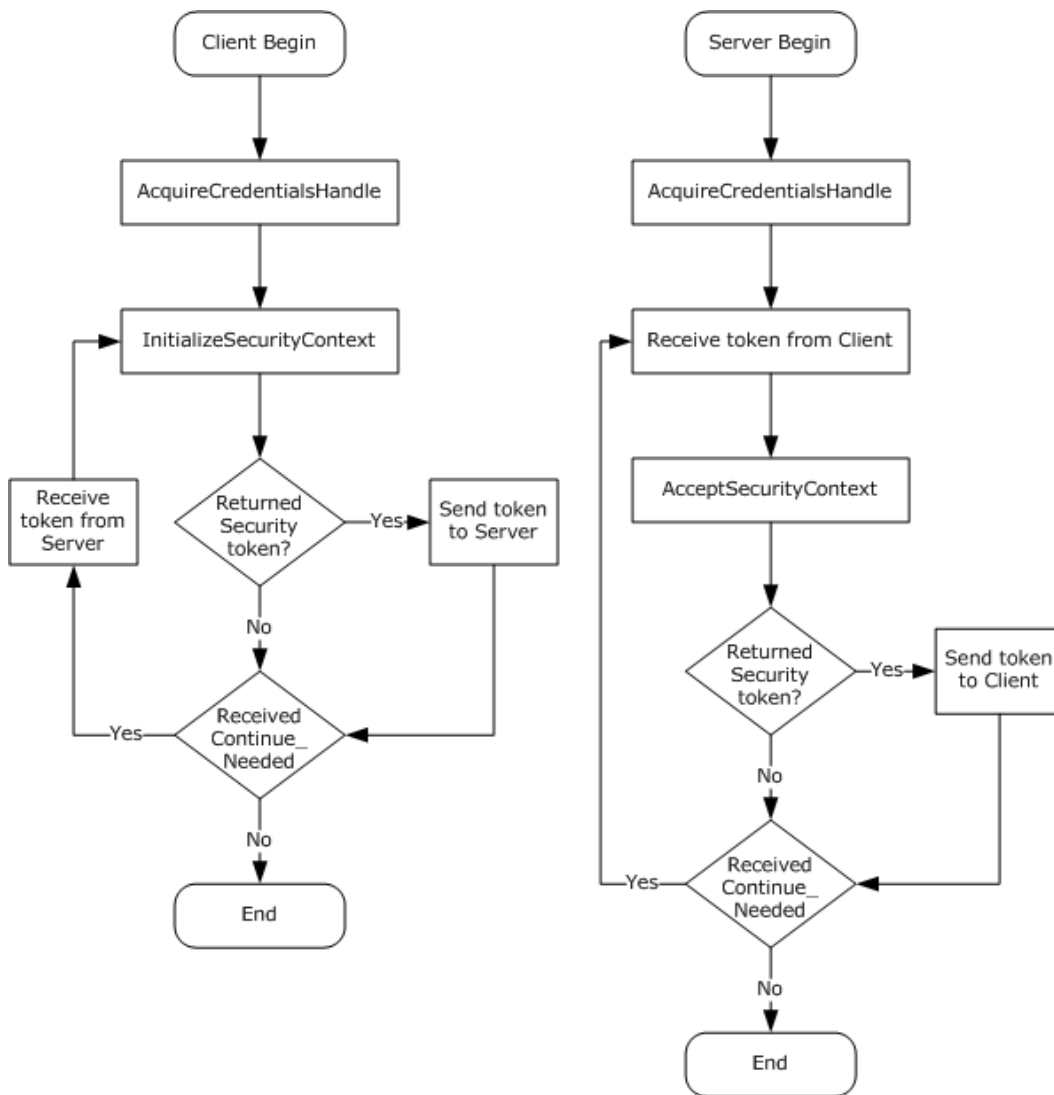 Client Begin
AcquireCredentialsHandle
InitializeSecurityContext
Receive
token from
Server
Returned
Security
token?
Yes
Send token
to Server
No
Yes
Received
Continue_
Needed
No
End
Server Begin
AcquireCredentialsHandle
Receive token from Client
AcceptSecurityContext
Returned
Security
token?
Yes
Send token
to Client
No
Yes
Received
Continue_
Needed
No
End